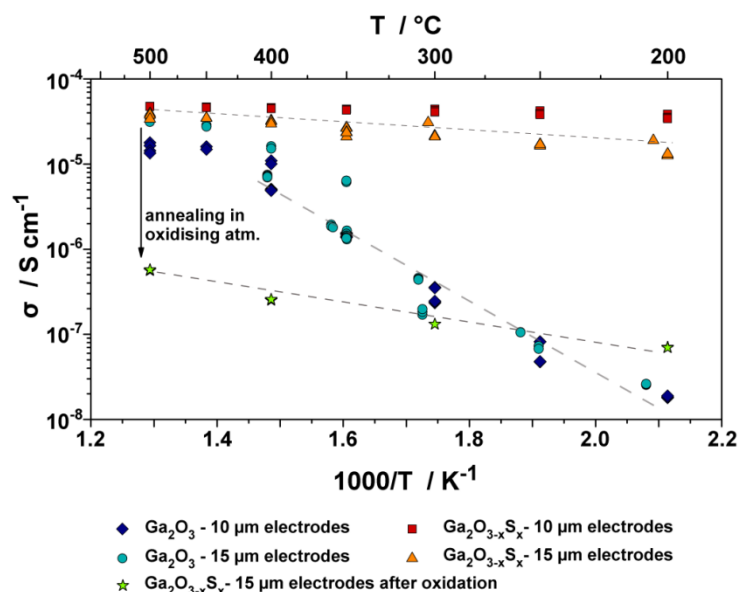 T / °C
500 400 300 200
10⁻⁴
10⁻⁵
10⁻⁶
10⁻⁷
10⁻⁸
σ / S cm⁻¹
annealing in
oxidising atm.
1.2 1.4 1.6 1.8 2.0 2.2
1000/T / K⁻¹
Ga₂O₃ - 10 µm electrodes
Ga₂O₃₋ₓSₓ- 10 µm electrodes
Ga₂O₃ - 15 µm electrodes
Ga₂O₃₋ₓSₓ- 15 µm electrodes
Ga₂O₃₋ₓSₓ- 15 µm electrodes after oxidation